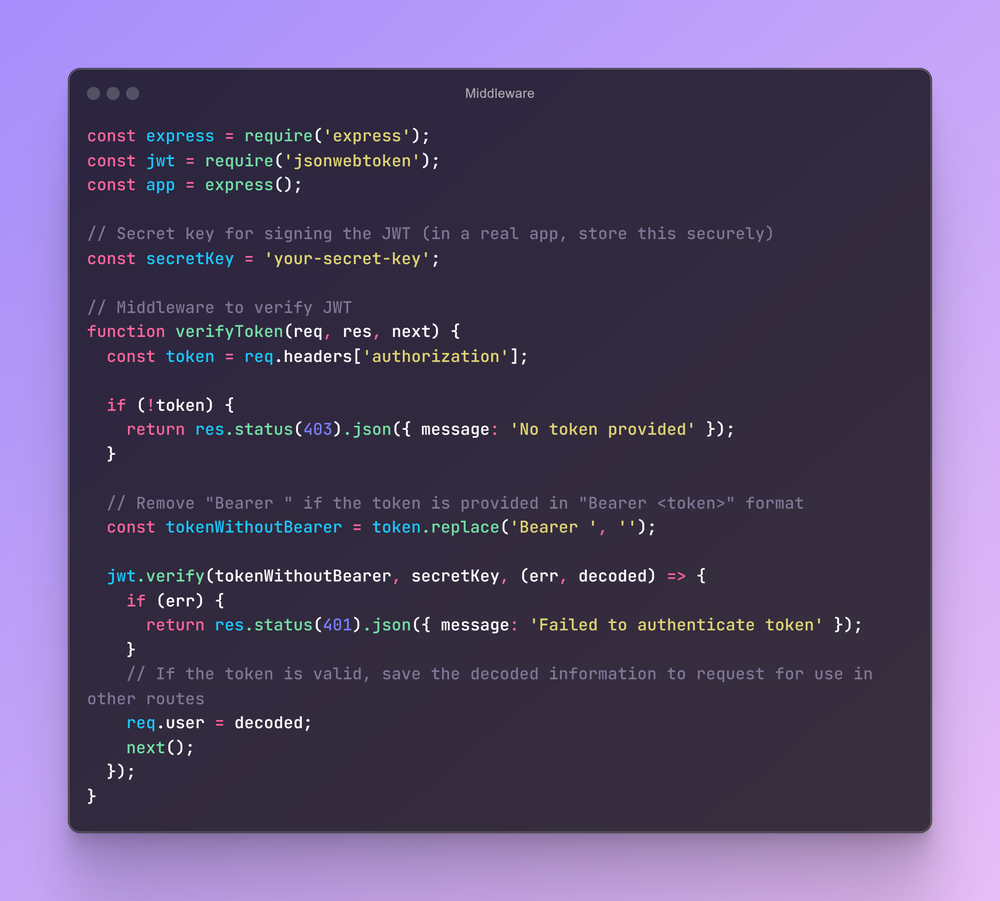 Middleware
const express = require('express');
const jwt = require('jsonwebtoken');
const app = express();
// Secret key for signing the JWT (in a real app, store this securely)
const secretKey = 'your-secret-key';
// Middleware to verify JWT
function verifyToken(req, res, next) {
  const token = req.headers['authorization'];
  if (!token) {
    return res.status(403).json({ message: 'No token provided' });
  }
  // Remove "Bearer " if the token is provided in "Bearer <token>" format
  const tokenWithoutBearer = token.replace('Bearer ', '');
  jwt.verify(tokenWithoutBearer, secretKey, (err, decoded) => {
    if (err) {
      return res.status(401).json({ message: 'Failed to authenticate token' });
    }
    // If the token is valid, save the decoded information to request for use in
other routes
    req.user = decoded;
    next();
  });
}